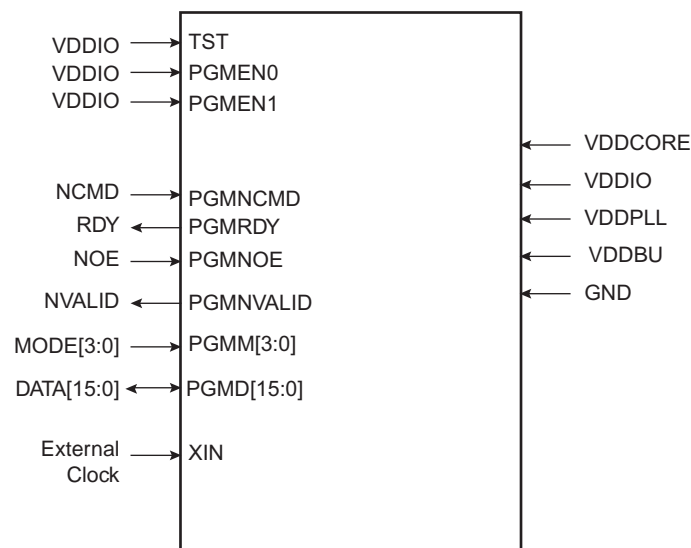 VDDIO TST
VDDIO PGMEN0
VDDIO PGMEN1
NCMD PGMNCMD
RDY PGMRDY
NOE PGMNOE
NVALID PGMNVALID
MODE[3:0] PGMM[3:0]
DATA[15:0] PGMD[15:0]
External
Clock
XIN
VDDCORE
VDDIO
VDDPLL
VDDBU
GND